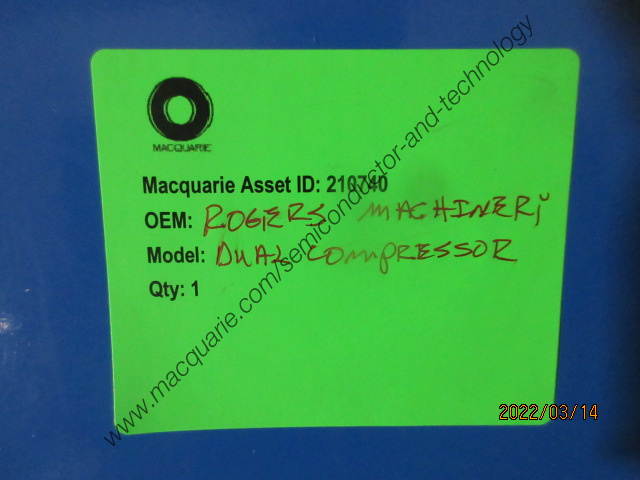 MACQUARIE
Macquarie Asset ID: 210740
OEM: ROGERS MACHINERY
Model: DUAL COMPRESSOR
Qty: 1
www.macquarie.com/semiconductor-and-technology
2022/03/14